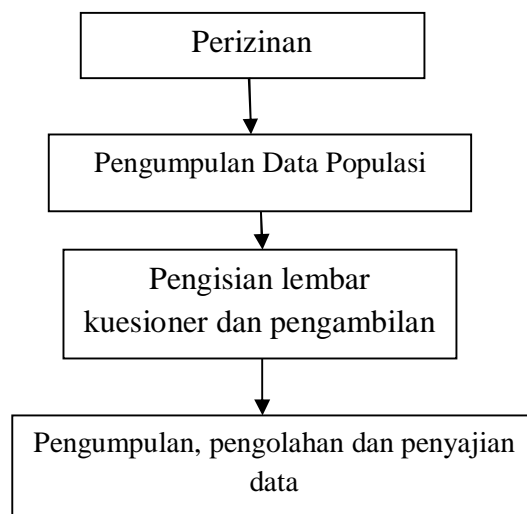 Perizinan
Pengumpulan Data Populasi
Pengisian lembar
kuesioner dan pengambilan
Pengumpulan, pengolahan dan penyajian
data